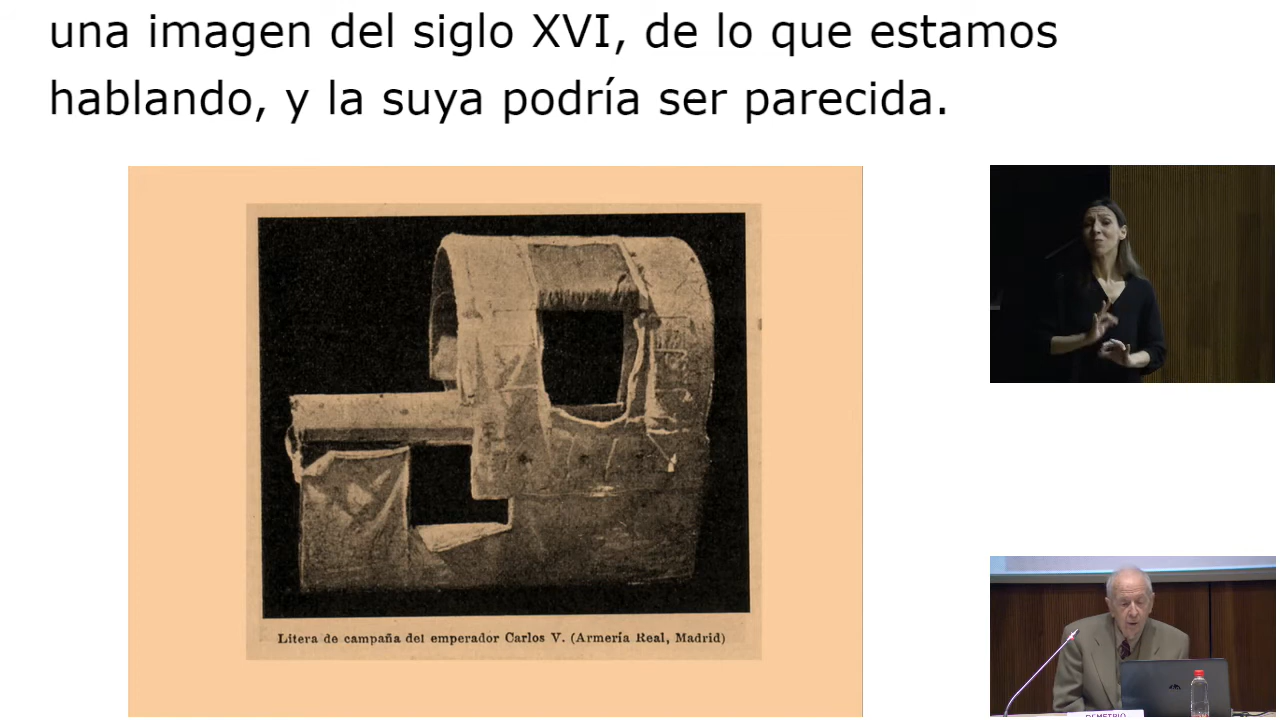 una imagen del siglo XVI, de lo que estamos
hablando, y la suya podría ser parecida.
Litera de campaña del emperador Carlos V. (Armería Real, Madrid)
DEMETRIO